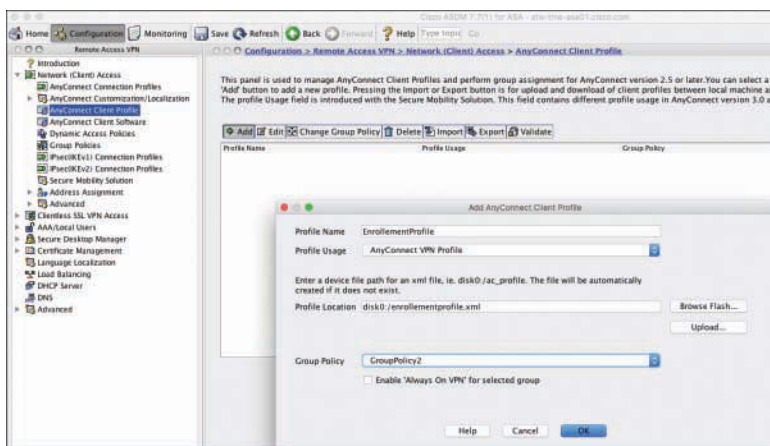 Cisco ASDM 7.7(1) for ASA -
Home Configuration Monitoring Save Refresh Back Forward Help Type topic Go
Remote Access VPN
Configuration > Remote Access VPN > Network (Client) Access > AnyConnect Client Profile
Introduction
Network (Client) Access
AnyConnect Connection Profiles
AnyConnect Customization/Localization
AnyConnect Client Profile
AnyConnect Client Software
Dynamic Access Policies
Group Policies
IPsec(IKEv1) Connection Profiles
IPsec(IKEv2) Connection Profiles
Secure Mobility Solution
Address Assignment
Advanced
Clientless SSL VPN Access
AAA/Local Users
Secure Desktop Manager
Certificate Management
Language Localization
Load Balancing
DHCP Server
DNS
Advanced
This panel is used to manage AnyConnect Client Profiles and perform group assignment for AnyConnect version 2.5 or later.You can select a
'Add' button to add a new profile. Pressing the Import or Export button is for upload and download of client profiles between local machine a
The profile Usage field is introduced with the Secure Mobility Solution. This field contains different profile usage in AnyConnect version 3.0 a
Add Edit Change Group Policy Delete Import Export Validate
Profile Name Profile Usage Group Policy
Add AnyConnect Client Profile
Profile Name EnrollementProfile
Profile Usage AnyConnect VPN Profile
Enter a device file path for an xml file, ie. disk0:/ac_profile. The file will be automatically
created if it does not exist.
Profile Location disk0:/enrollementprofile.xml Browse Flash...
Upload...
Group Policy GroupPolicy2
Enable 'Always On VPN' for selected group
Help Cancel OK